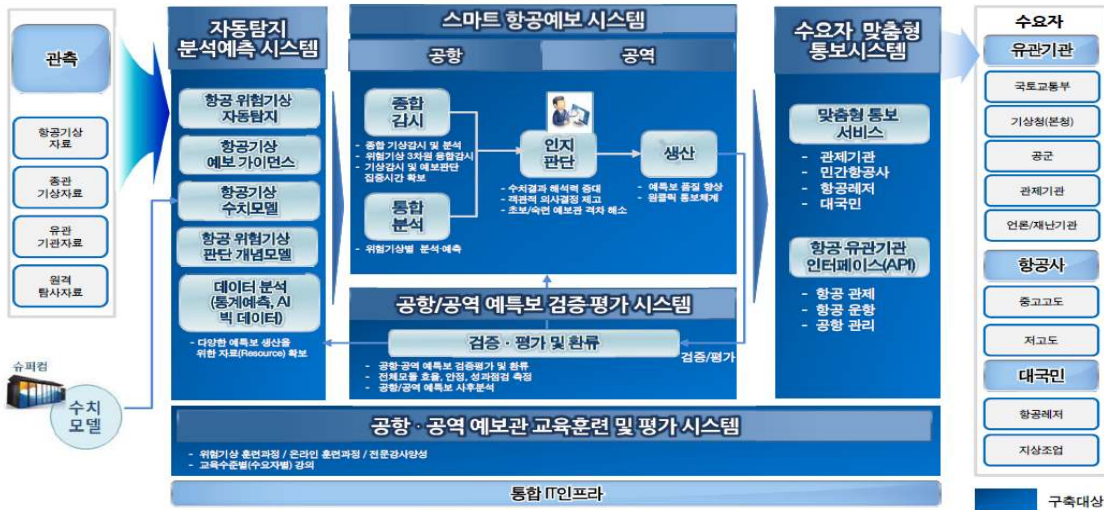 관측
항공기상
자료
종관
기상자료
유관
기관자료
원격
탐사자료
슈퍼컴
수치
모델
자동탐지
분석예측 시스템
항공 위험기상
자동탐지
항공기상
예보 가이던스
항공기상
수치모델
항공 위험기상
판단 개념모델
데이터 분석
(통계예측, AI
빅 데이터)
- 다양한 예특보 생산을
위한 자료(Resource) 확보
스마트 항공예보 시스템
공항
공역
종합
감시
- 종합 기상감시 및 분석
- 위험기상 3차원 융합감시
- 기상감시 및 예보판단
집중시간 확보
통합
분석
- 위험기상별 분석·예측
인지
판단
- 수치결과 해석력 증대
- 객관적 의사결정 제고
- 초보/숙련 예보관 격차 해소
생산
- 예특보 품질 향상
- 원클릭 통보체계
공항/공역 예특보 검증·평가 시스템
검증 · 평가 및 환류
- 공항·공역 예특보 검증평가 및 환류
- 전체모듈 효율, 안정, 성과점검 측정
- 공항/공역 예특보 사후분석
검증/평가
수요자 맞춤형
통보시스템
맞춤형 통보
서비스
- 관제기관
- 민간항공사
- 항공레저
- 대국민
항공 유관기관
인터페이스(API)
- 항공 관제
- 항공 운항
- 공항 관리
공항 · 공역 예보관 교육훈련 및 평가 시스템
- 위험기상 훈련과정 / 온라인 훈련과정 / 전문강사양성
- 교육수준별(수요자별) 강의
통합 IT인프라
수요자
유관기관
국토교통부
기상청(본청)
공군
관제기관
언론/재난기관
항공사
중고고도
저고도
대국민
항공레저
지상조업
구축대상